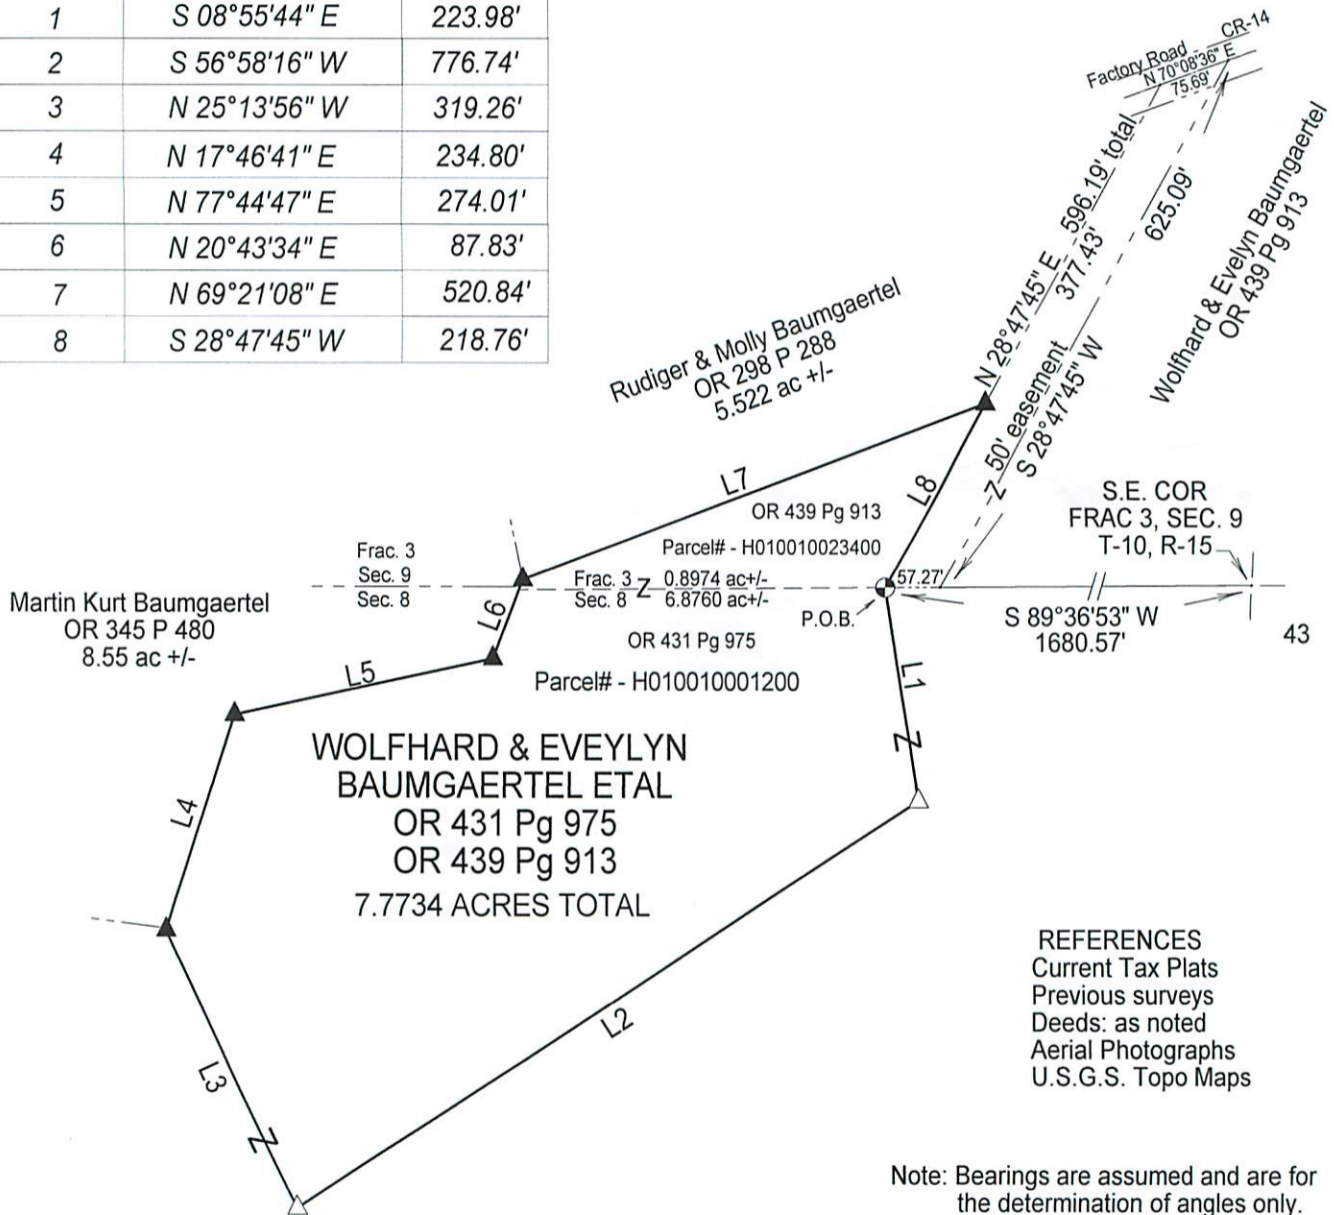 1 S 08°55'44" E 223.98'
2 S 56°58'16" W 776.74'
3 N 25°13'56" W 319.26'
4 N 17°46'41" E 234.80'
5 N 77°44'47" E 274.01'
6 N 20°43'34" E 87.83'
7 N 69°21'08" E 520.84'
8 S 28°47'45" W 218.76'
Factory Road - CR-14
N 70°08'36" E
75.69'
N 28°47'45" E 596.19' total
377.43'
625.09'
50' easement
S 28°47'45" W
Wolfhard & Evelyn Baumgaertel
OR 439 Pg 913
Rudiger & Molly Baumgaertel
OR 298 P 288
5.522 ac +/-
L7
L8
OR 439 Pg 913
Parcel# - H010010023400
S.E. COR
FRAC 3, SEC. 9
T-10, R-15
Frac. 3
Sec. 9
Sec. 8
Frac. 3 Z 0.8974 ac+/-
Sec. 8 6.8760 ac+/-
57.27'
P.O.B.
S 89°36'53" W
1680.57'
43
Martin Kurt Baumgaertel
OR 345 P 480
8.55 ac +/-
L6
OR 431 Pg 975
L5
Parcel# - H010010001200
L1
WOLFHARD & EVEYLYN
BAUMGAERTEL ETAL
OR 431 Pg 975
OR 439 Pg 913
7.7734 ACRES TOTAL
L4
L2
L3
REFERENCES
Current Tax Plats
Previous surveys
Deeds: as noted
Aerial Photographs
U.S.G.S. Topo Maps
Note: Bearings are assumed and are for
the determination of angles only.